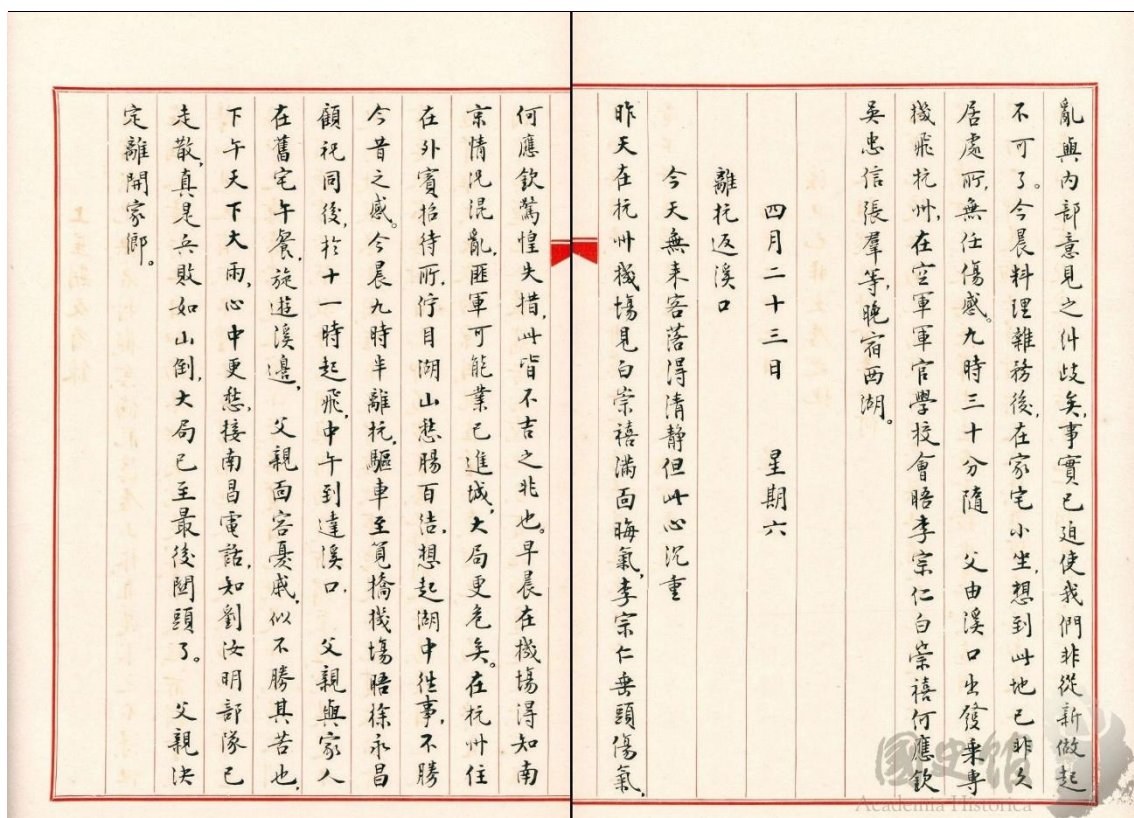 亂與內部意見之紛歧矣，事實已迫使我們非從新做起
不可了。今晨料理雜務後，在家宅小坐，想到此地已非久
居處所，無任傷感。九時三十分隨　父由溪口出發乘專
機飛杭州，在空軍軍官學校會晤李宗仁白崇禧何應欽
吳忠信張羣等，晚宿西湖。
四月二十三日　星期六
離杭返溪口
今天無來客落得清靜但此心沉重
昨天在杭州機場見白崇禧滿面晦氣，李宗仁垂頭傷氣，
何應欽驚惶失措，此皆不吉之兆也。早晨在機場得知南
京情況混亂，匪軍可能業已進城，大局更危矣。在杭州住
在外賓招待所，佇目湖山愁腸百結，想起湖中往事，不勝
今昔之感。今晨九時半離杭，驅車至筧橋機場晤徐永昌
顧祝同後，於十一時起飛，中午到達溪口，　父親與家人
在舊宅午餐，旋遊溪邊，　父親面容憂戚，似不勝其苦也，
下午天下大雨，心中更愁，接南昌電話，知劉汝明部隊已
走散，真是兵敗如山倒，大局已至最後關頭了。　父親決
定離開家鄉。
國史館
Academia Historica